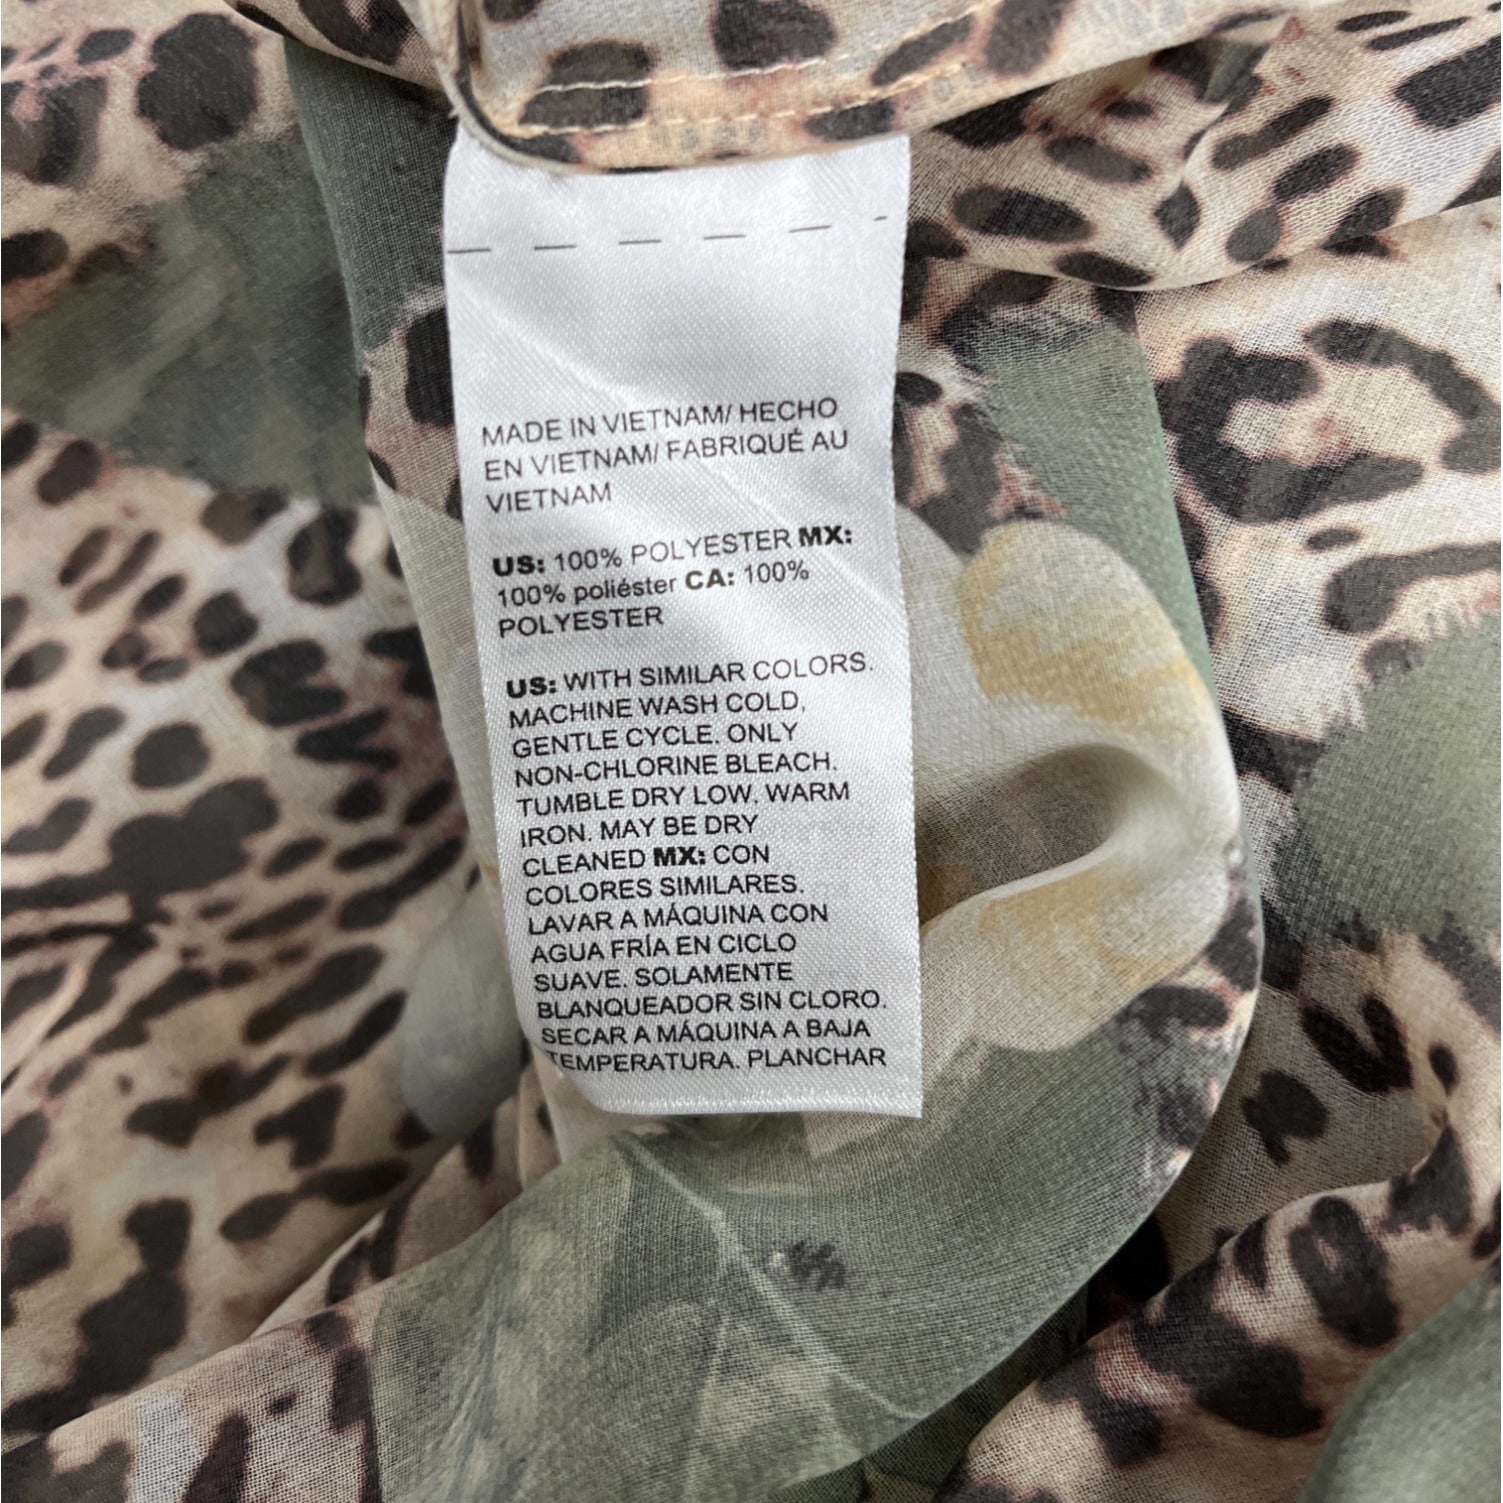 MADE IN VIETNAM/ HECHO
EN VIETNAM/ FABRIQUÉ AU
VIETNAM
US: 100% POLYESTER MX:
100% poliéster CA: 100%
POLYESTER
US: WITH SIMILAR COLORS.
MACHINE WASH COLD,
GENTLE CYCLE. ONLY
NON-CHLORINE BLEACH.
TUMBLE DRY LOW. WARM
IRON. MAY BE DRY
CLEANED MX: CON
COLORES SIMILARES.
LAVAR A MÁQUINA CON
AGUA FRÍA EN CICLO
SUAVE. SOLAMENTE
BLANQUEADOR SIN CLORO.
SECAR A MÁQUINA A BAJA
TEMPERATURA. PLANCHAR